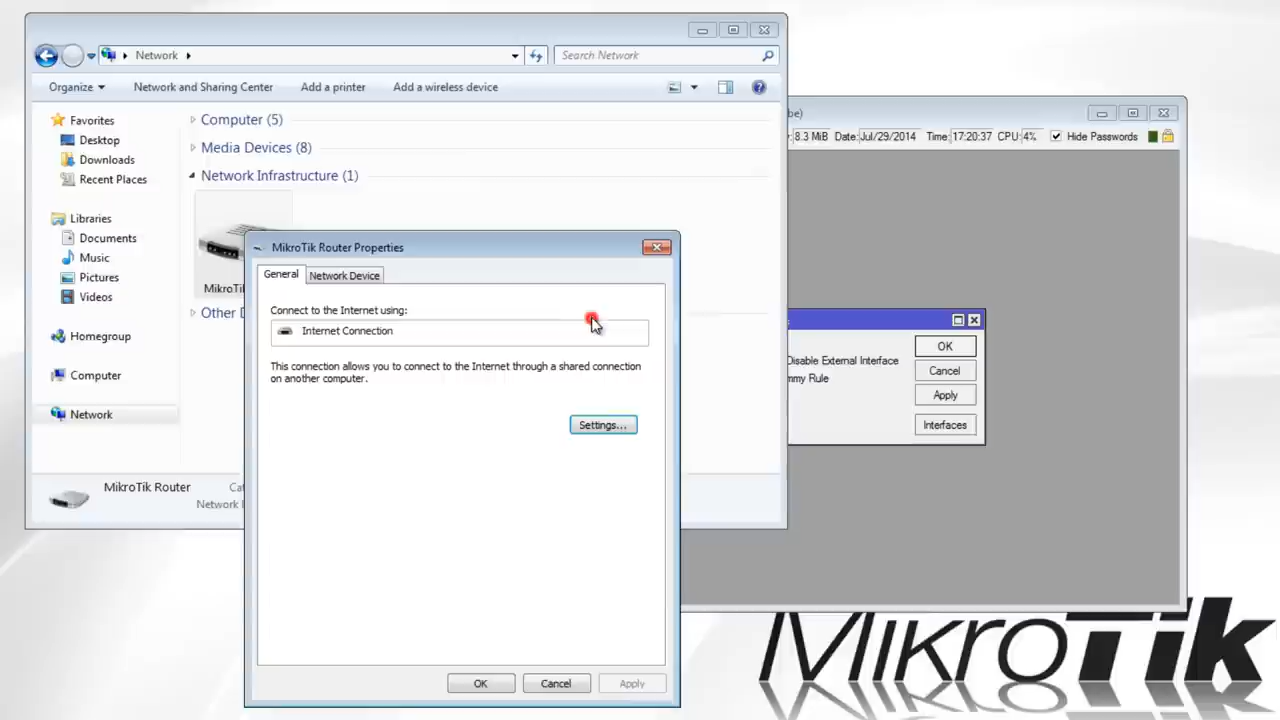 Network
Search Network
Organize
Network and Sharing Center
Add a printer
Add a wireless device
Favorites
Desktop
Downloads
Recent Places
Libraries
Documents
Music
Pictures
Videos
Homegroup
Computer
Network
Computer (5)
Media Devices (8)
Network Infrastructure (1)
MikroTik
Other D
MikroTik Router
Cat
Network I
MikroTik Router Properties
General
Network Device
Connect to the Internet using:
Internet Connection
This connection allows you to connect to the Internet through a shared connection
on another computer.
Settings...
OK
Cancel
Apply
be)
y: 8.3 MiB Date: Jul/29/2014 Time: 17:20:37 CPU: 4% Hide Passwords
Disable External Interface
mmy Rule
OK
Cancel
Apply
Interfaces
MikroTik